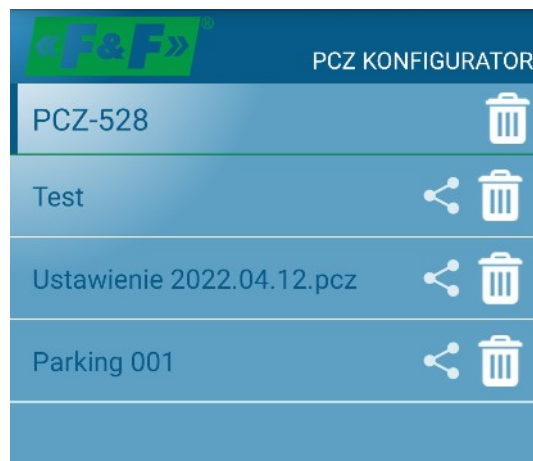 «F&F»®
PCZ KONFIGURATOR
PCZ-528
Test
Ustawienie 2022.04.12.pcz
Parking 001